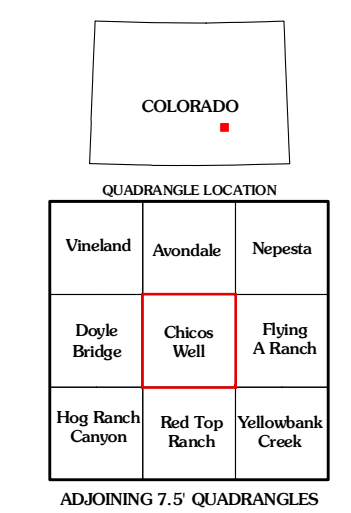 COLORADO
QUADRANGLE LOCATION
Vineland
Avondale
Nepesta
Doyle
Bridge
Chicos
Well
Flying
A Ranch
Hog Ranch
Canyon
Red Top
Ranch
Yellowbank
Creek
ADJOINING 7.5' QUADRANGLES